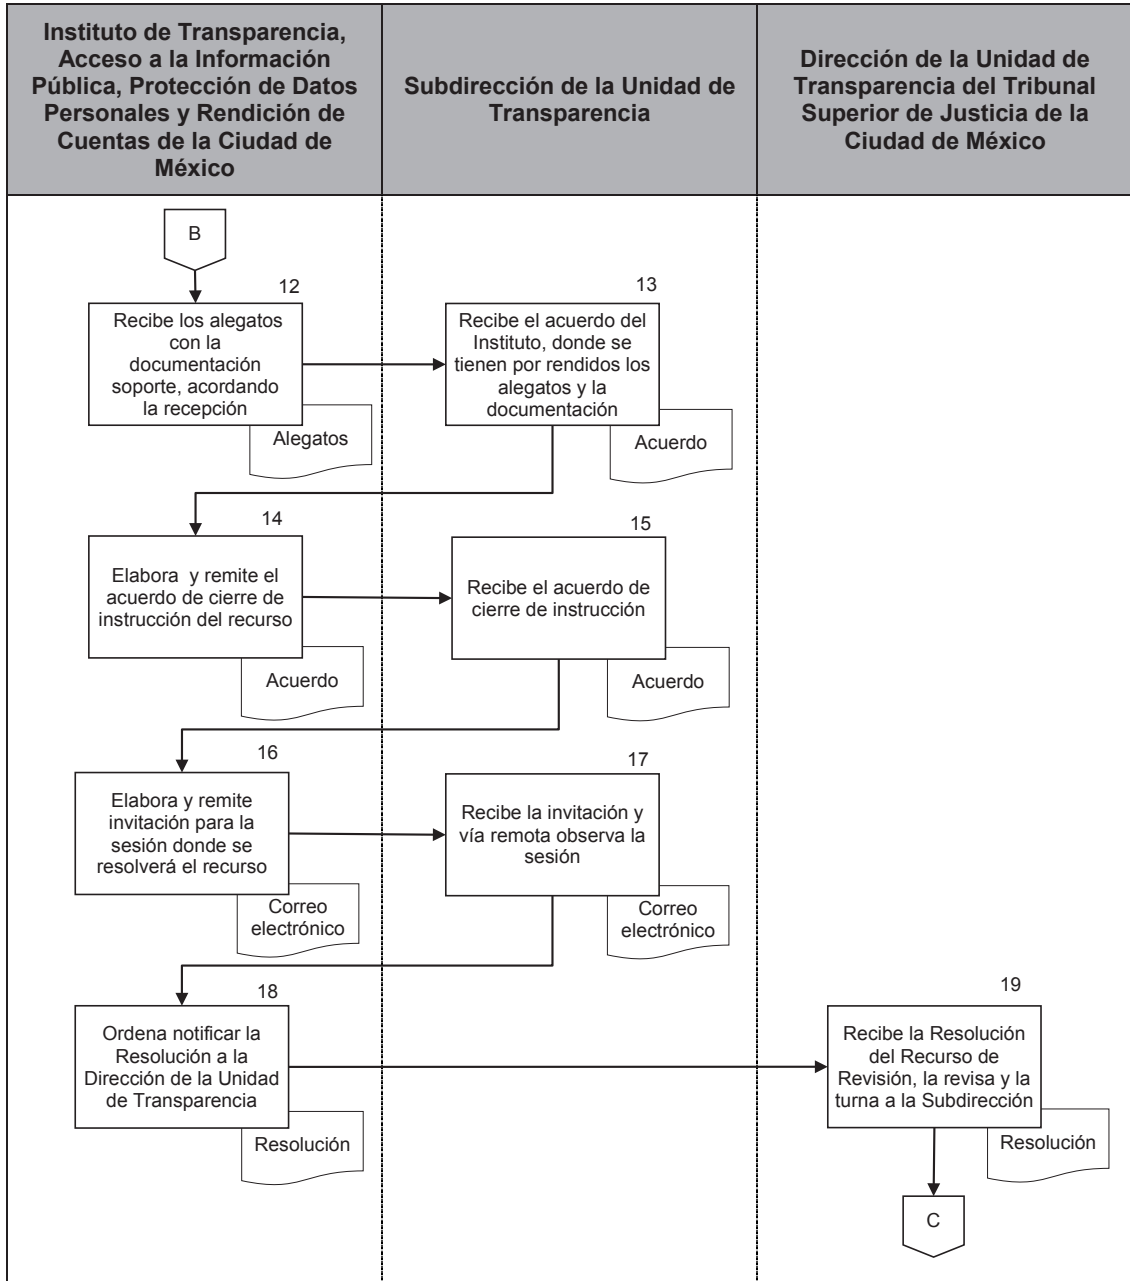 Instituto de Transparencia,
Acceso a la Información
Pública, Protección de Datos
Personales y Rendición de
Cuentas de la Ciudad de
México
Subdirección de la Unidad de
Transparencia
Dirección de la Unidad de
Transparencia del Tribunal
Superior de Justicia de la
Ciudad de México
B
12
Recibe los alegatos
con la
documentación
soporte, acordando
la recepción
Alegatos
13
Recibe el acuerdo del
Instituto, donde se
tienen por rendidos los
alegatos y la
documentación
Acuerdo
14
Elabora y remite el
acuerdo de cierre de
instrucción del recurso
Acuerdo
15
Recibe el acuerdo de
cierre de instrucción
Acuerdo
16
Elabora y remite
invitación para la
sesión donde se
resolverá el recurso
Correo
electrónico
17
Recibe la invitación y
vía remota observa la
sesión
Correo
electrónico
18
Ordena notificar la
Resolución a la
Dirección de la Unidad
de Transparencia
Resolución
19
Recibe la Resolución
del Recurso de
Revisión, la revisa y la
turna a la Subdirección
Resolución
C